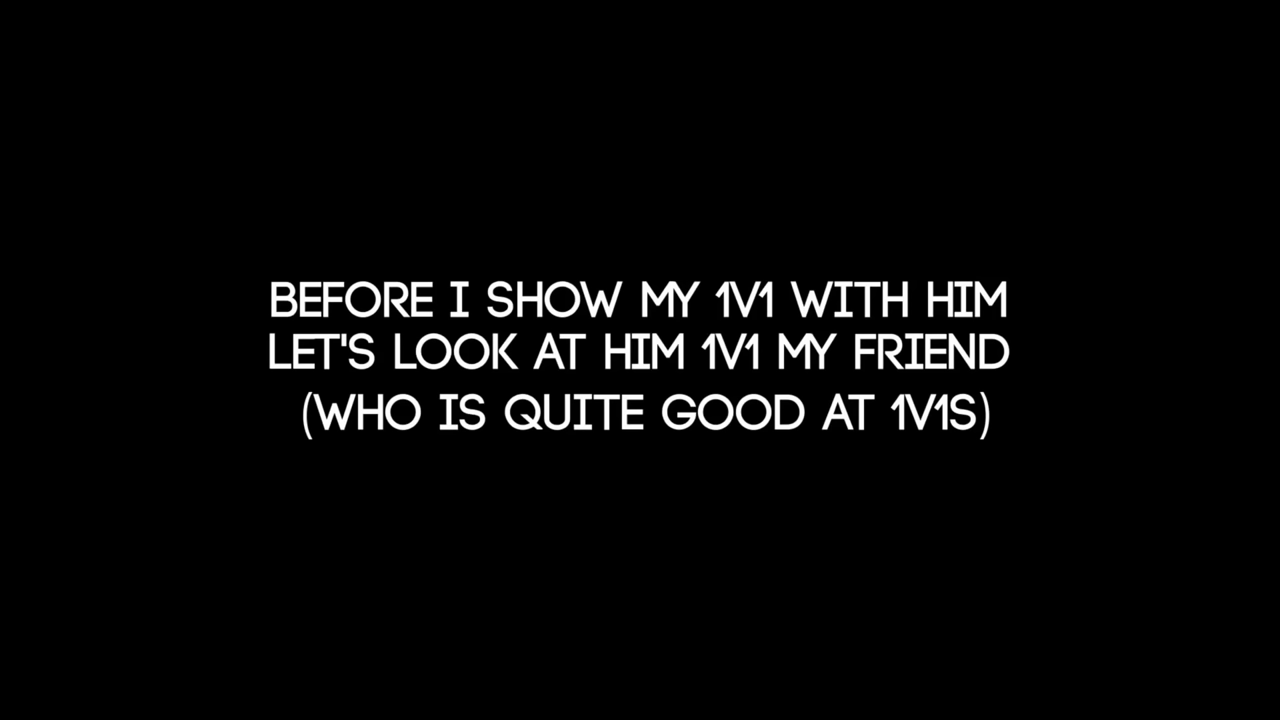 BEFORE I SHOW MY 1V1 WITH HIM
LET'S LOOK AT HIM 1V1 MY FRIEND
(WHO IS QUITE GOOD AT 1V1S)